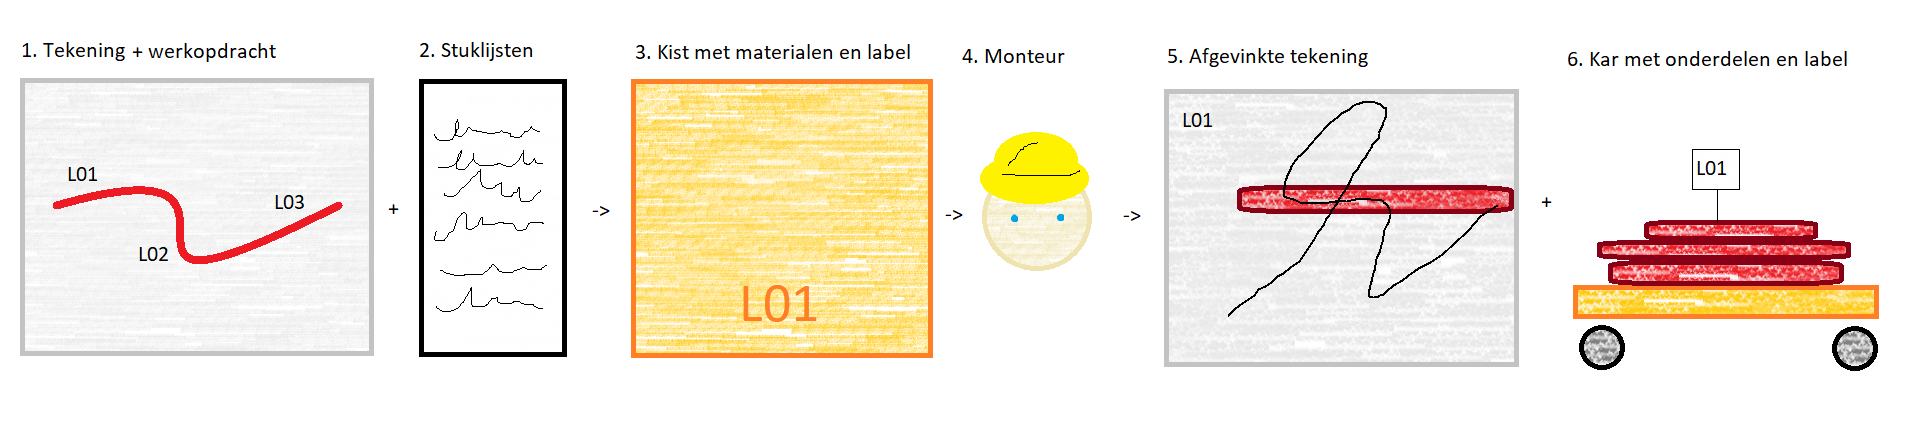 1. Tekening + werkopdracht
L01
L02
L03
+
2. Stuklijsten
->
3. Kist met materialen en label
L01
->
4. Monteur
->
5. Afgevinkte tekening
L01
+
6. Kar met onderdelen en label
L01